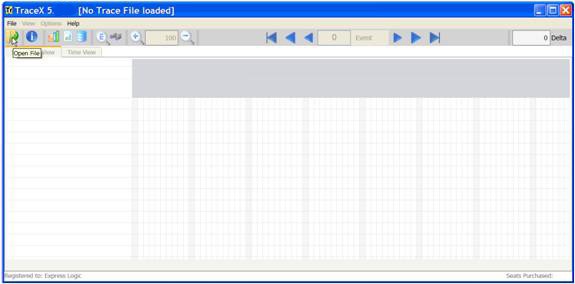 TraceX 5. [No Trace File loaded]
File View Options Help
100 0 Event 0 Delta
Open File View Time View
Registered to: Express Logic Seats Purchased: